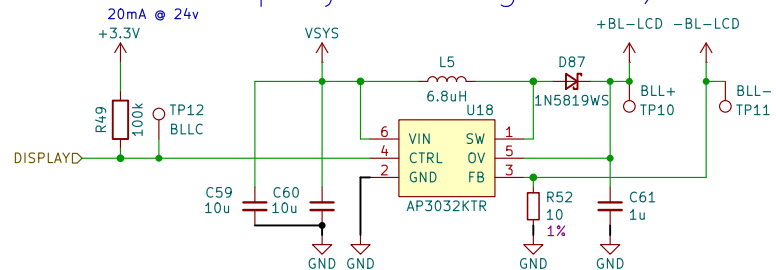 20mA @ 24v
+3.3V
VSYS
+BL-LCD
-BL-LCD
L5
6.8uH
D87
1N5819WS
BLL+
TP10
BLL-
TP11
R49
100k
TP12
BLLC
U18
6 VIN SW 1
DISPLAY
4 CTRL OV 5
2 GND FB 3
AP3032KTR
C59
10u
C60
10u
R52
10
1%
C61
1u
GND
GND
GND
GND